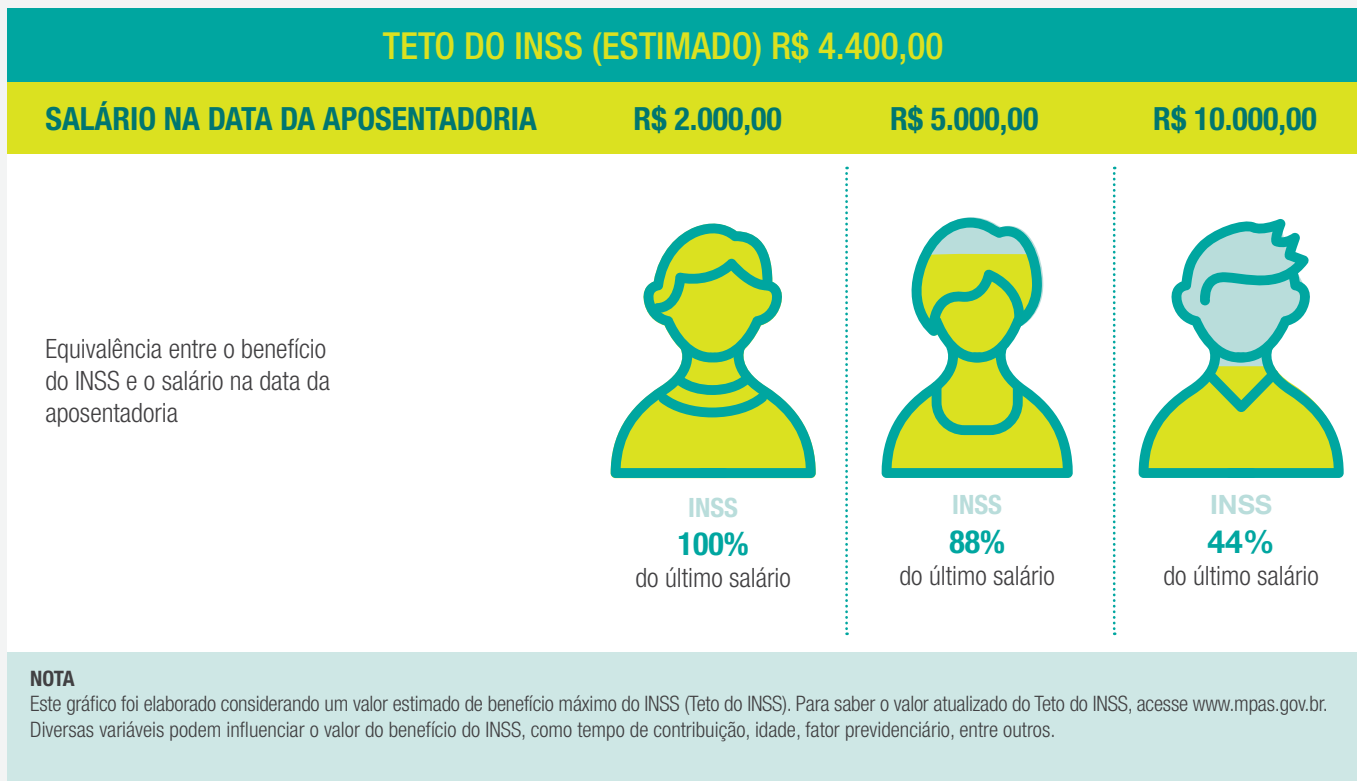 TETO DO INSS (ESTIMADO) R$ 4.400,00
SALÁRIO NA DATA DA APOSENTADORIA R$ 2.000,00 R$ 5.000,00 R$ 10.000,00
Equivalência entre o benefício
do INSS e o salário na data da
aposentadoria
INSS
100%
do último salário
INSS
88%
do último salário
INSS
44%
do último salário
NOTA
Este gráfico foi elaborado considerando um valor estimado de benefício máximo do INSS (Teto do INSS). Para saber o valor atualizado do Teto do INSS, acesse www.mpas.gov.br.
Diversas variáveis podem influenciar o valor do benefício do INSS, como tempo de contribuição, idade, fator previdenciário, entre outros.